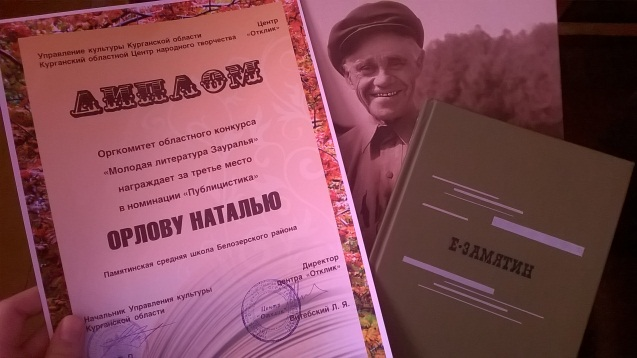 Управление культуры Курганской области
Центр
Курганский областной Центр народного творчества «Отклик»
ДИПЛОМ
Оргкомитет областного конкурса
«Молодая литература Зауралья»
награждает за третье место
в номинации «Публицистика»
ОРЛОВУ НАТАЛЬЮ
Памятинская средняя школа Белозерского района
Начальник Управления культуры
Курганской области
Директор
центра «Отклик»
Витебский Л. Я.
Е·ЗАМЯТИН